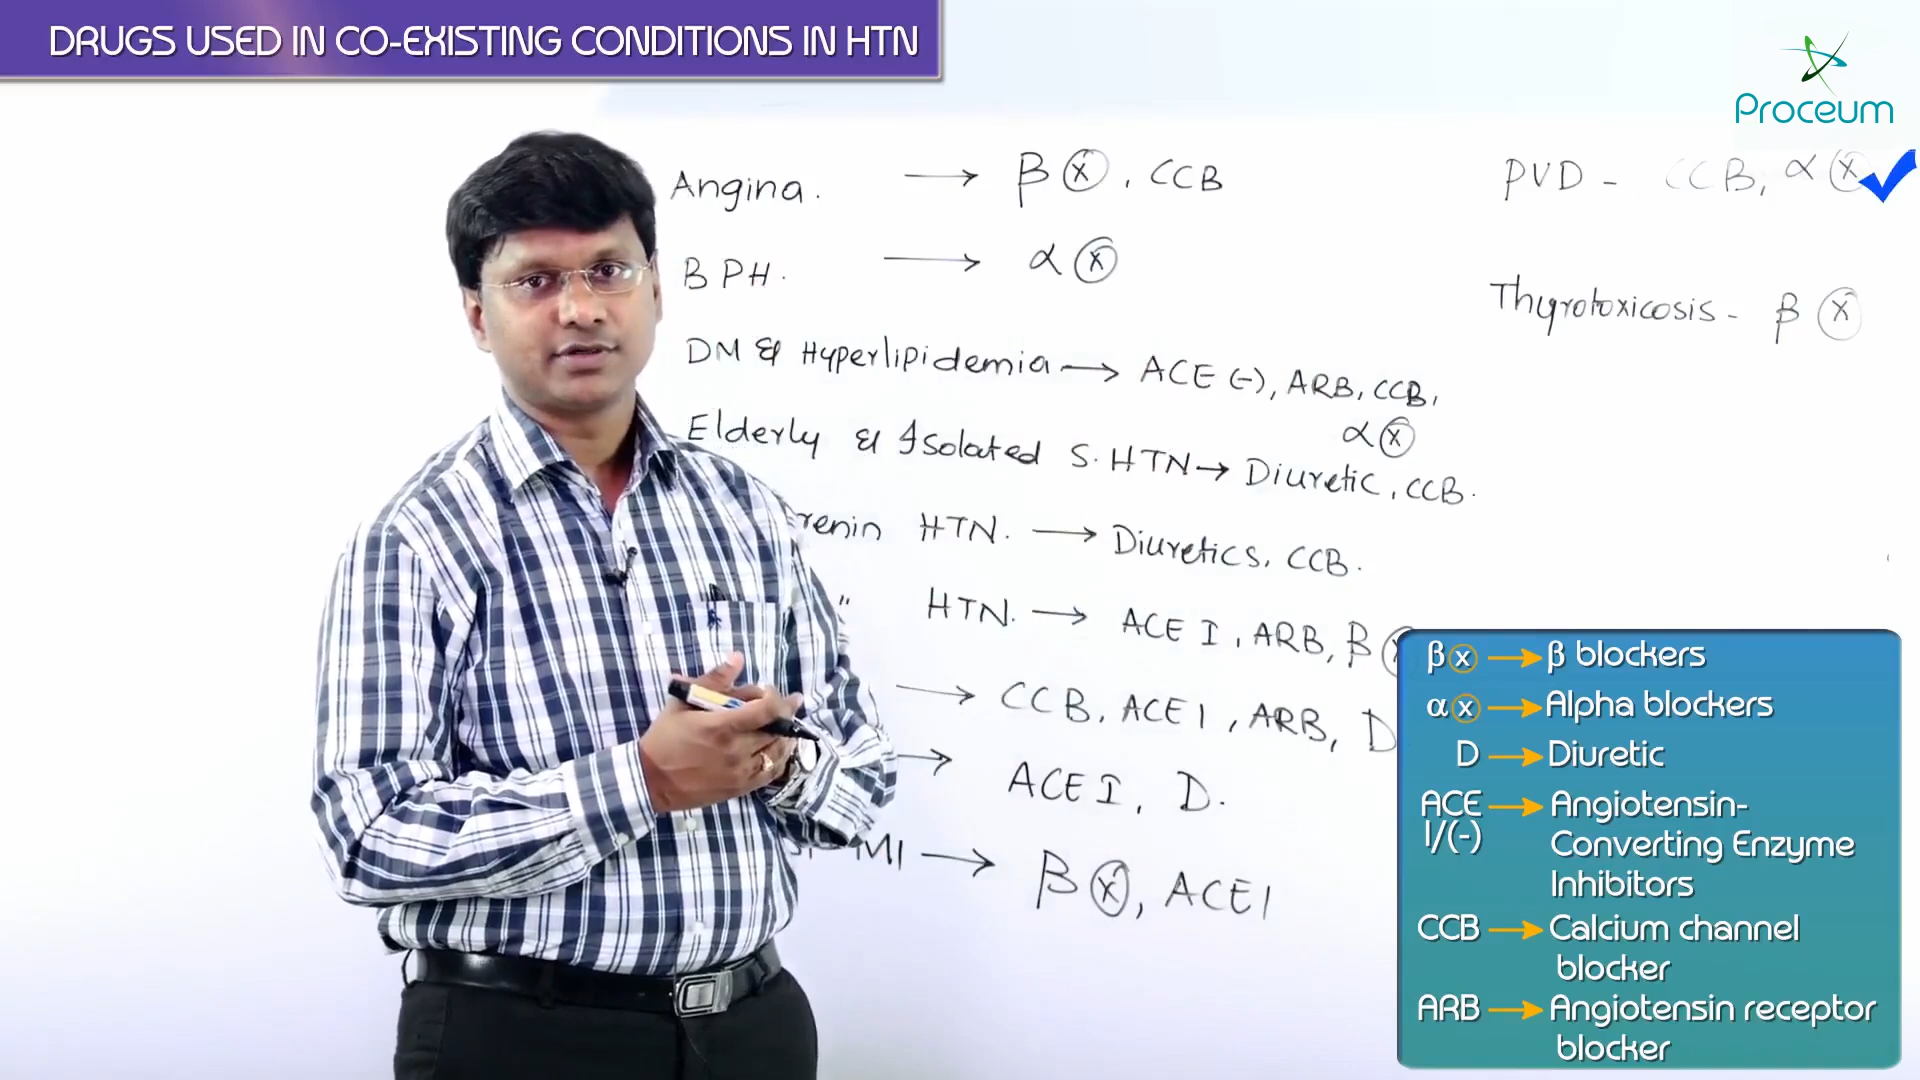 DRUGS USED IN CO-EXISTING CONDITIONS IN HTN
Proceum
Angina. → β ⓧ, CCB
BPH. → α ⓧ
DM & Hyperlipidemia → ACE (-), ARB, CCB,
α ⓧ
Elderly & Isolated S. HTN → Diuretic, CCB.
renin HTN. → Diuretics, CCB.
" HTN. → ACE I, ARB, β
→ CCB, ACE I, ARB, D
→ ACE I, D.
MI → β ⓧ, ACE I
PVD - CCB, α ⓧ
Thyrotoxicosis - β ⓧ
β ⓧ → β blockers
α ⓧ → Alpha blockers
D → Diuretic
ACE → Angiotensin-
I/(-) Converting Enzyme
Inhibitors
CCB → Calcium channel
blocker
ARB → Angiotensin receptor
blocker